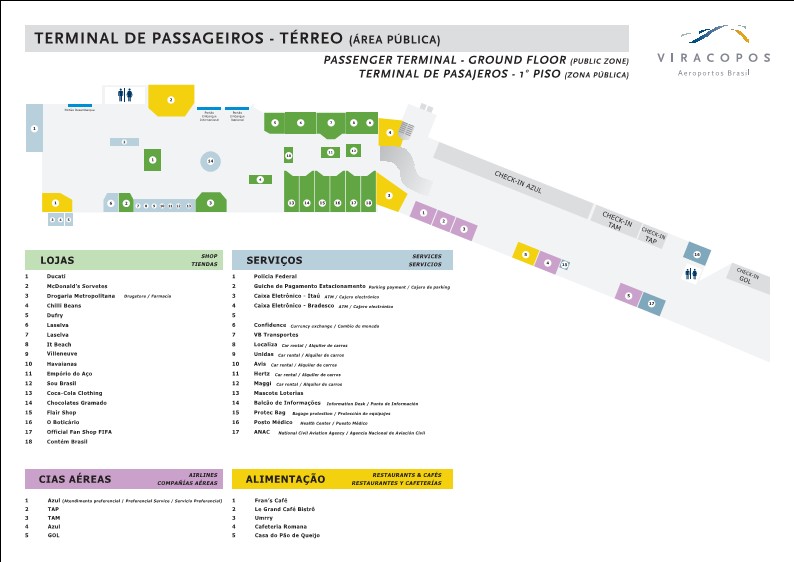 TERMINAL DE PASSAGEIROS - TÉRREO (ÁREA PÚBLICA)
PASSENGER TERMINAL - GROUND FLOOR (PUBLIC ZONE)
TERMINAL DE PASAJEROS - 1° PISO (ZONA PÚBLICA)
VIRACOPOS
Aeroportos Brasil
CHECK-IN AZUL
CHECK-IN TAM
CHECK-IN TAP
CHECK-IN GOL
LOJAS SHOP
TIENDAS
1 Ducati
2 McDonald's Sorvetes
3 Drogaria Metropolitana Drugstore / Farmacia
4 Chilli Beans
5 Dufry
6 Laselva
7 Laselva
8 It Beach
9 Villeneuve
10 Havaianas
11 Empório do Aço
12 Sou Brasil
13 Coca-Cola Clothing
14 Chocolates Gramado
15 Flair Shop
16 O Boticário
17 Official Fan Shop FIFA
18 Contém Brasil
SERVIÇOS SERVICES
SERVICIOS
1 Polícia Federal
2 Guiche de Pagamento Estacionamento Parking payment / Cajero de parking
3 Caixa Eletrônico - Itaú ATM / Cajero electrónico
4 Caixa Eletrônico - Bradesco ATM / Cajero electrónico
5
6 Confidence Currency exchange / Cambio de moneda
7 VB Transportes
8 Localiza Car rental / Alquiler de carros
9 Unidas Car rental / Alquiler de carros
10 Avis Car rental / Alquiler de carros
11 Hertz Car rental / Alquiler de carros
12 Maggi Car rental / Alquiler de carros
13 Mascote Loterias
14 Balcão de Informações Information Desk / Punto de Información
15 Protec Bag Bagage protection / Protección de equipajes
16 Posto Médico Health Center / Puesto Médico
17 ANAC National Civil Aviation Agency / Agencia Nacional de Aviación Civil
CIAS AÉREAS AIRLINES
COMPAÑÍAS AÉREAS
1 Azul (Atendimento preferencial / Preferencial Service / Servicio Preferencial)
2 TAP
3 TAM
4 Azul
5 GOL
ALIMENTAÇÃO RESTAURANTS & CAFÉS
RESTAURANTES Y CAFETERÍAS
1 Fran's Café
2 Le Grand Café Bistrô
3 Umrry
4 Cafeteria Romana
5 Casa do Pão de Queijo